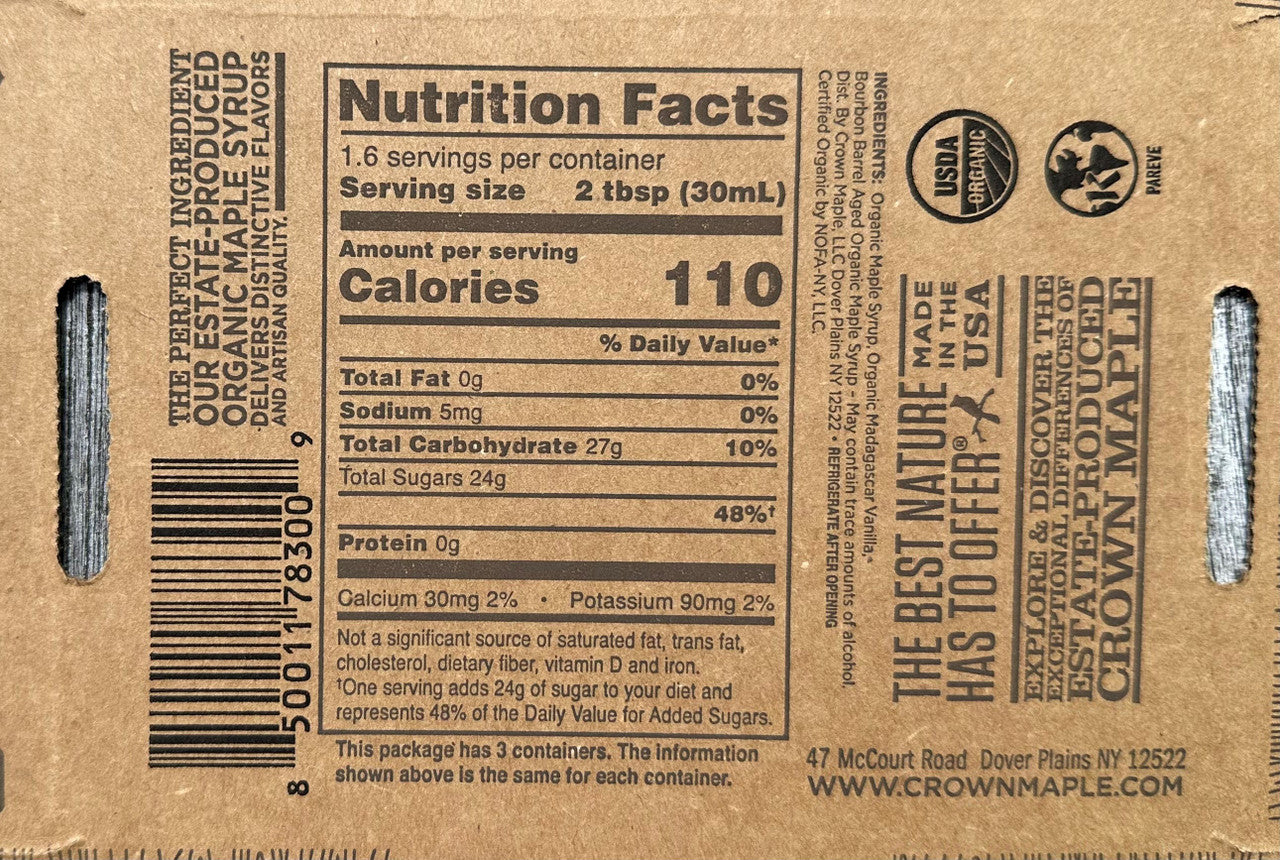 THE PERFECT INGREDIENT
OUR ESTATE-PRODUCED
ORGANIC MAPLE SYRUP
DELIVERS DISTINCTIVE FLAVORS
AND ARTISAN QUALITY.
8 50011 78300 9
Nutrition Facts
1.6 servings per container
Serving size 2 tbsp (30mL)
Amount per serving
Calories 110
% Daily Value*
Total Fat 0g 0%
Sodium 5mg 0%
Total Carbohydrate 27g 10%
Total Sugars 24g
48%†
Protein 0g
Calcium 30mg 2% • Potassium 90mg 2%
Not a significant source of saturated fat, trans fat,
cholesterol, dietary fiber, vitamin D and iron.
†One serving adds 24g of sugar to your diet and
represents 48% of the Daily Value for Added Sugars.
This package has 3 containers. The information
shown above is the same for each container.
INGREDIENTS: Organic Maple Syrup, Organic Madagascar Vanilla,*
Bourbon Barrel Aged Organic Maple Syrup - May contain trace amounts of alcohol.
Dist. By Crown Maple, LLC Dover Plains NY 12522 • REFRIGERATE AFTER OPENING
Certified Organic by NOFA-NY, LLC.
USDA
ORGANIC
K
PAREVE
THE BEST NATURE
HAS TO OFFER®
MADE
IN THE
USA
EXPLORE & DISCOVER THE
EXCEPTIONAL DIFFERENCES OF
ESTATE-PRODUCED
CROWN MAPLE
47 McCourt Road Dover Plains NY 12522
WWW.CROWNMAPLE.COM